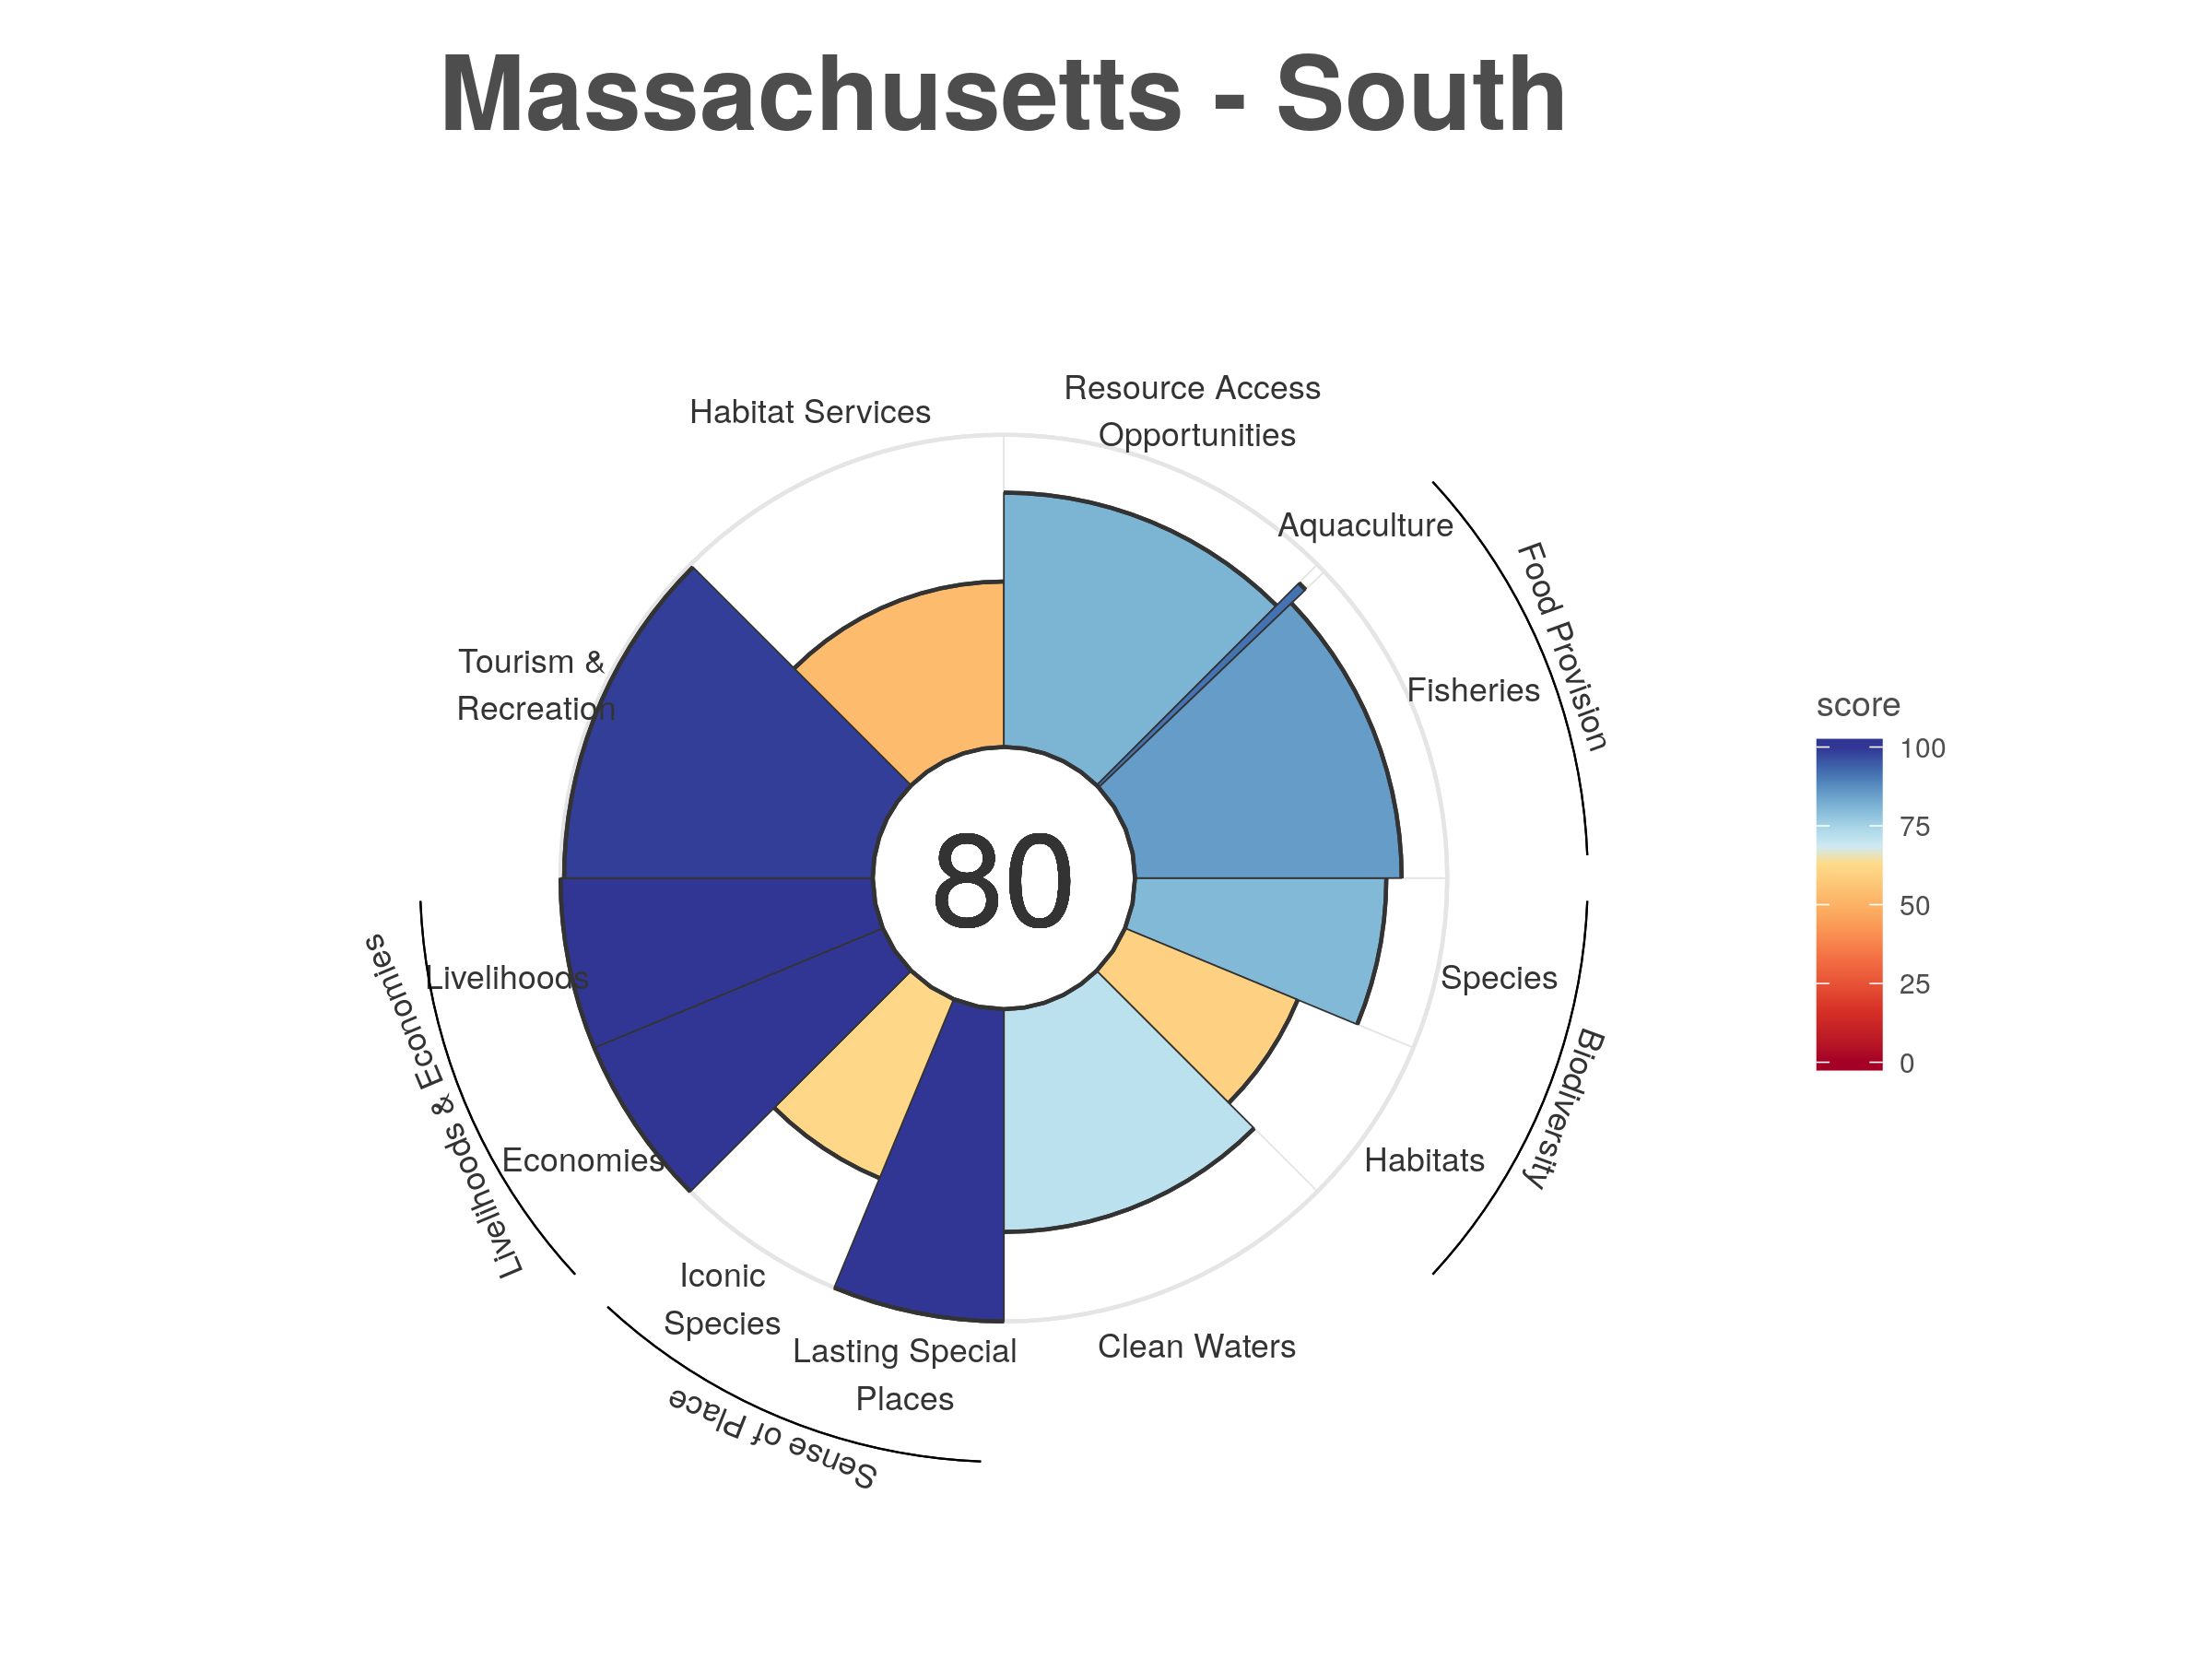 Massachusetts - South
Resource Access
Opportunities
Habitat Services
Aquaculture
Food Provision
Fisheries
Tourism &
Recreation
80
score
100
75
50
25
0
Species
Biodiversity
Habitats
Livelihoods
Livelihoods & Economies
Economies
Iconic
Species
Lasting Special
Places
Clean Waters
Sense of Place